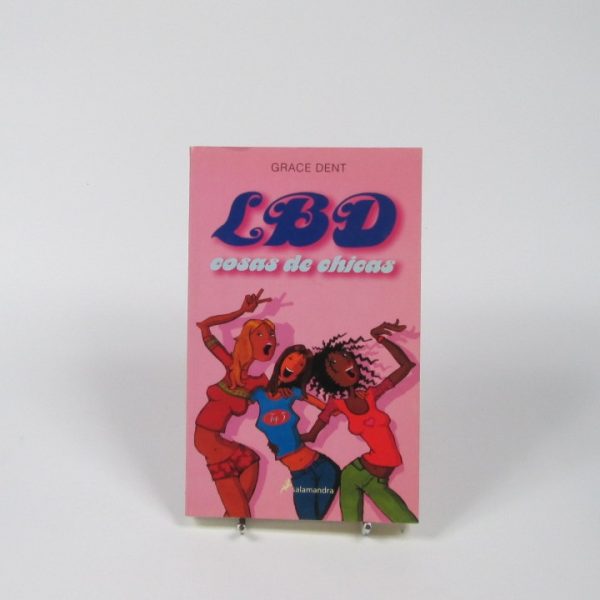 GRACE DENT
LBD
cosas de chicas
salamandra